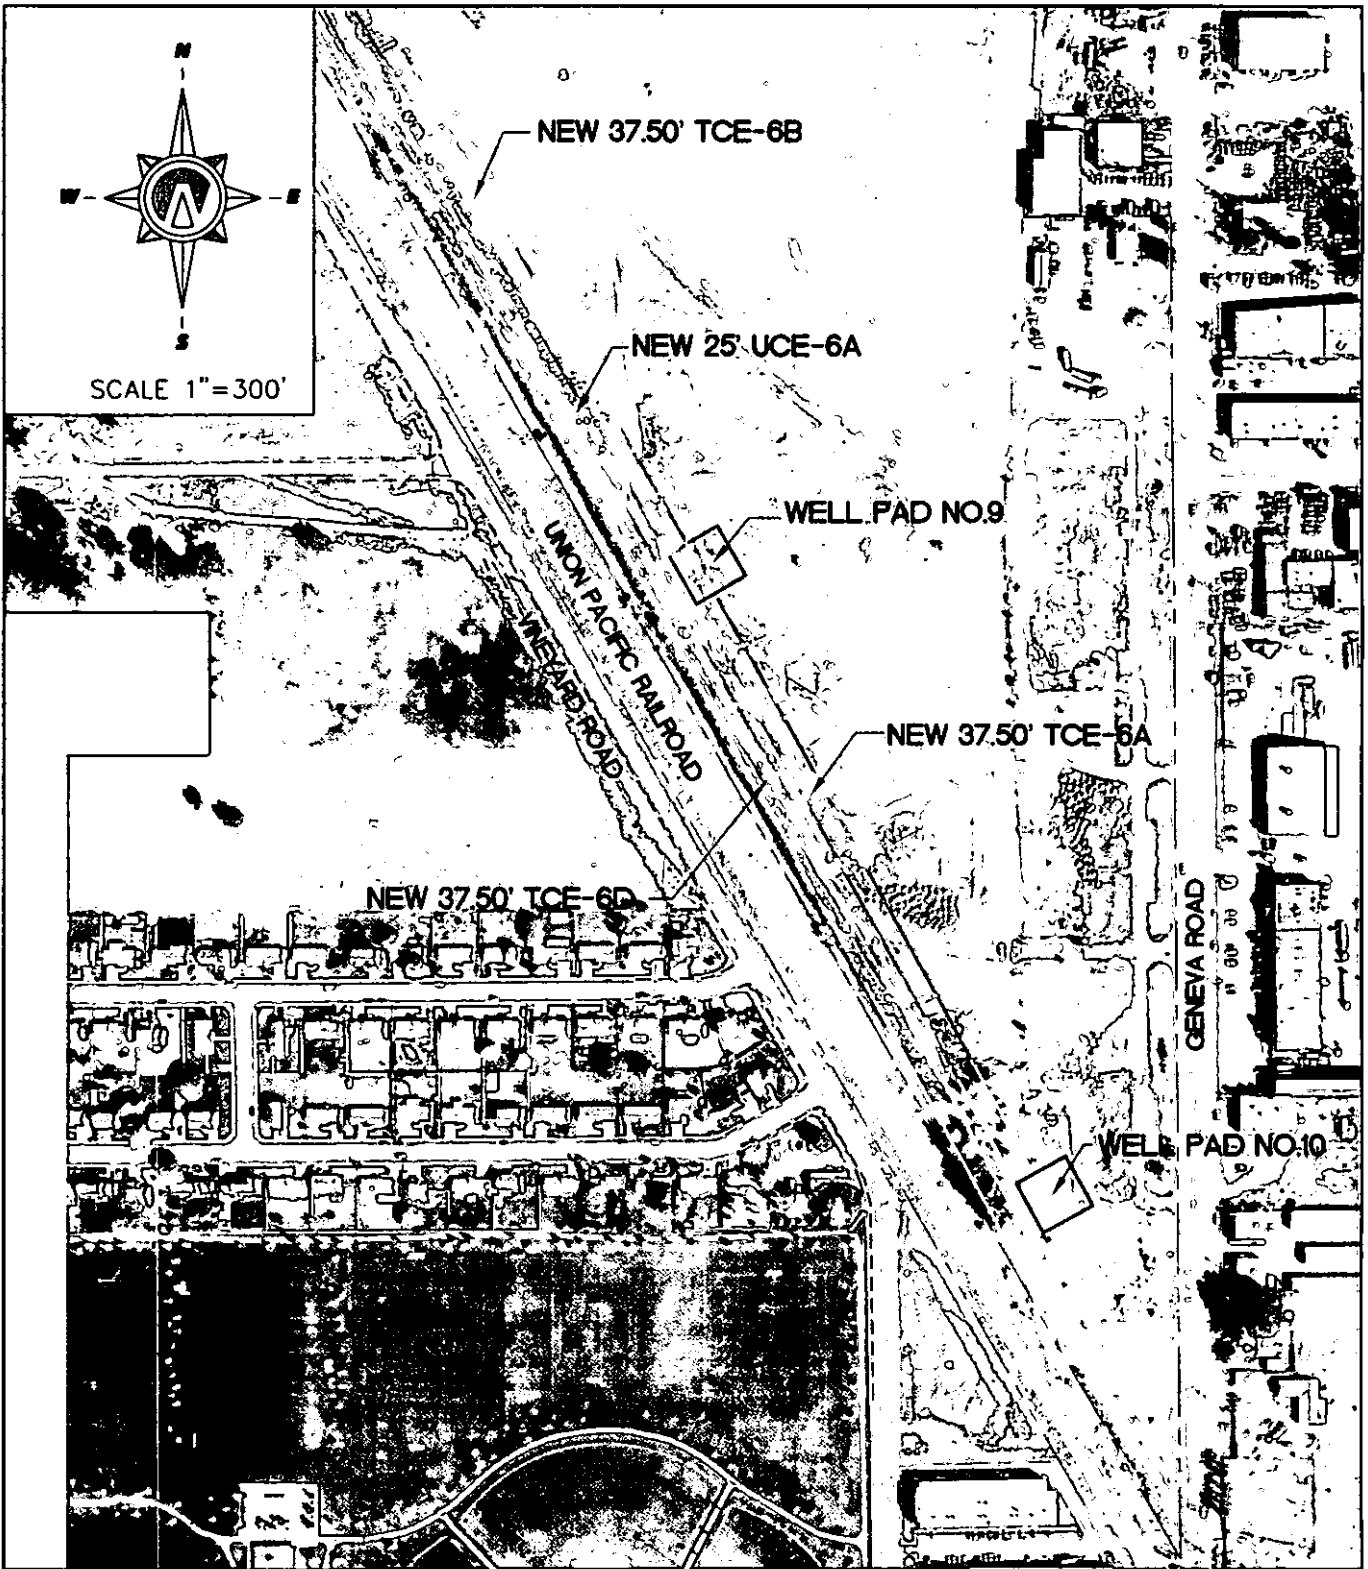 N
W
E
S
SCALE 1"=300'
NEW 37.50' TCE-6B
NEW 25' UCE-6A
WELL PAD NO.9
UNION PACIFIC RAILROAD
VINEYARD ROAD
NEW 37.50' TCE-6A
NEW 37.50' TCE-6D
GENEVA ROAD
WELL PAD NO.10